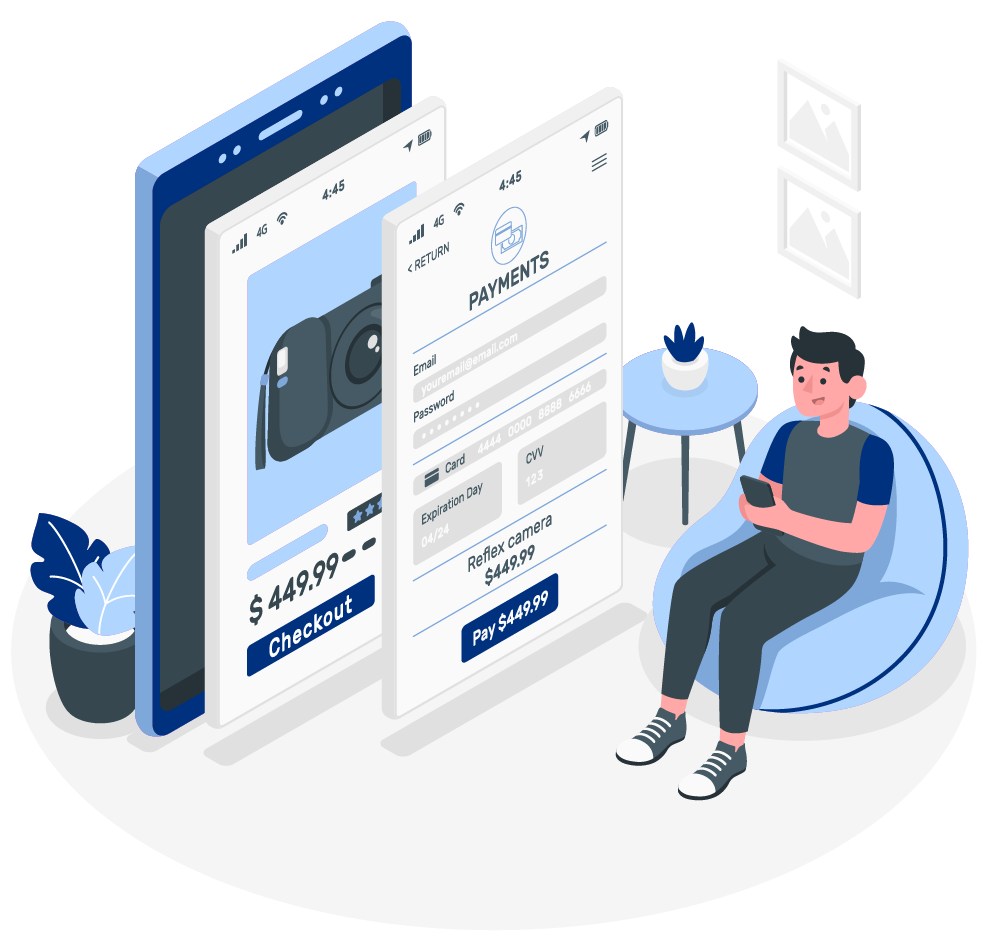 4G
4:45
$ 449.99
Checkout
4G
4:45
< RETURN
PAYMENTS
Email
youremail@email.com
Password
Card 4444 0000 8888 6666
Expiration Day
04/24
CVV
123
Reflex camera
$449.99
Pay $449.99